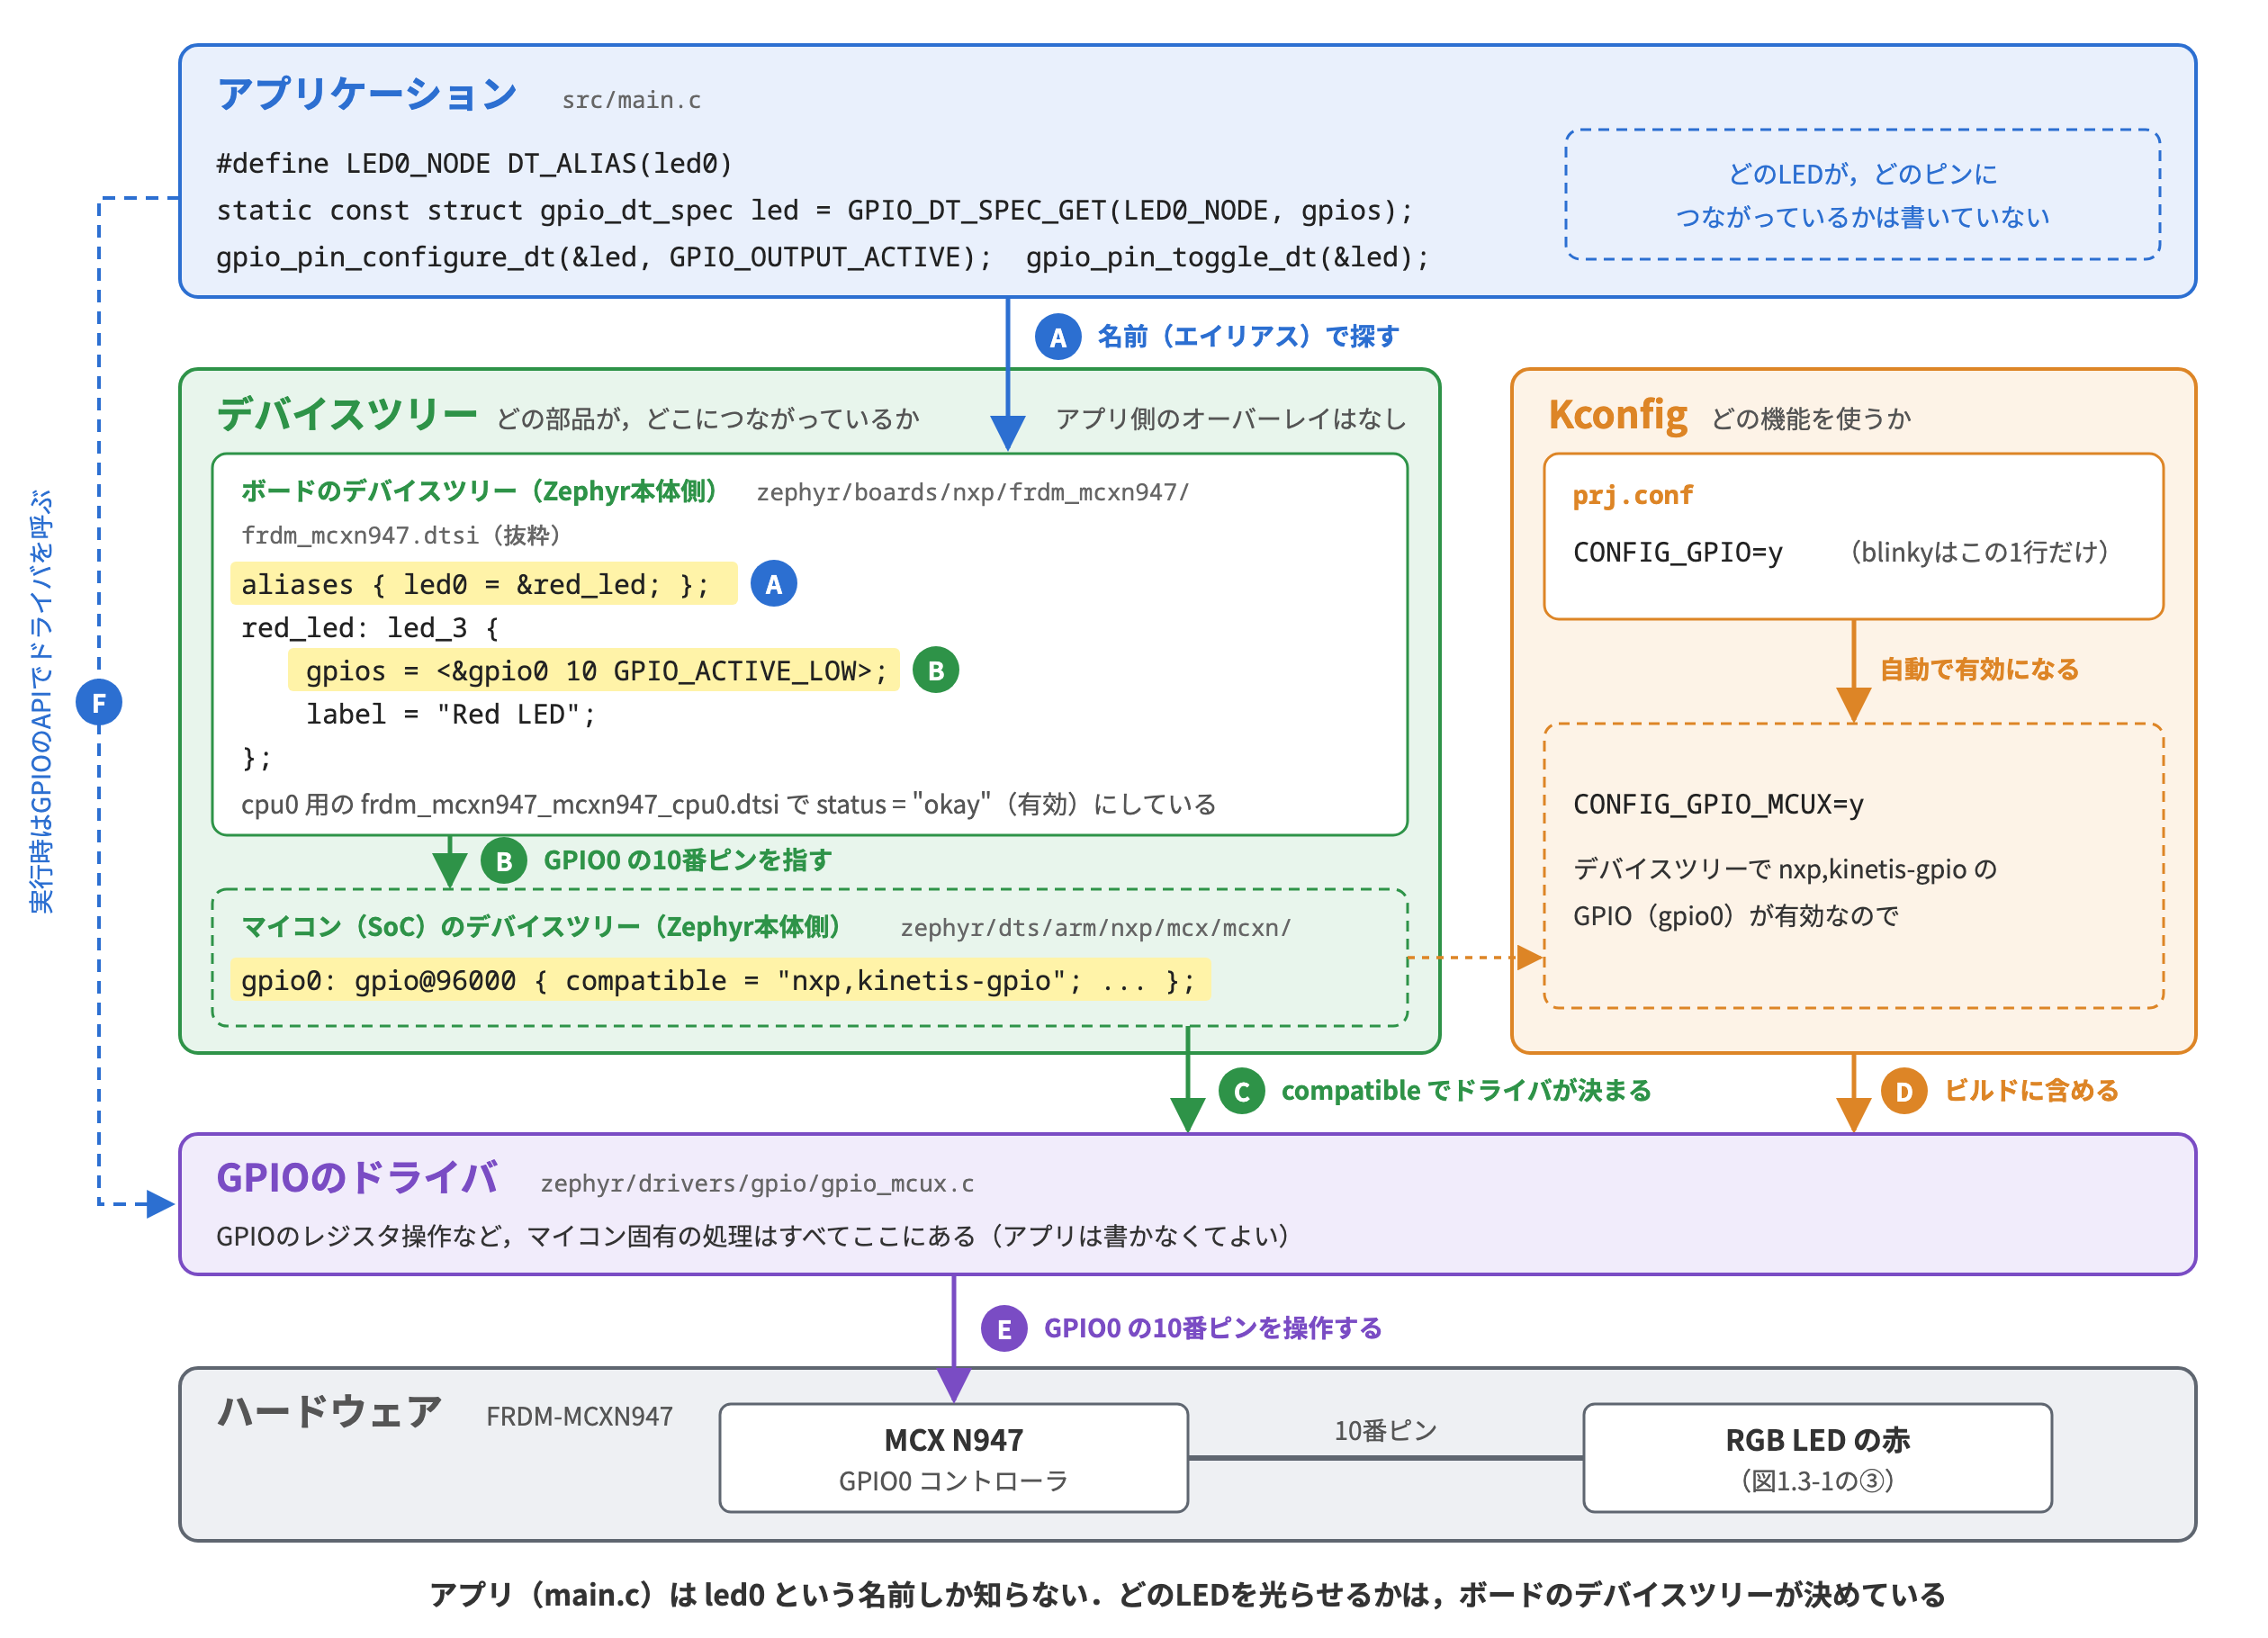 アプリケーション src/main.c
#define LED0_NODE DT_ALIAS(led0)
static const struct gpio_dt_spec led = GPIO_DT_SPEC_GET(LED0_NODE, gpios);
gpio_pin_configure_dt(&led, GPIO_OUTPUT_ACTIVE); gpio_pin_toggle_dt(&led);
どのLEDが，どのピンに
つながっているかは書いていない
A 名前（エイリアス）で探す
デバイスツリー どの部品が，どこにつながっているか アプリ側のオーバーレイはなし
ボードのデバイスツリー（Zephyr本体側） zephyr/boards/nxp/frdm_mcxn947/
frdm_mcxn947.dtsi（抜粋）
aliases { led0 = &red_led; }; A
red_led: led_3 {
gpios = <&gpio0 10 GPIO_ACTIVE_LOW>; B
label = "Red LED";
};
cpu0 用の frdm_mcxn947_mcxn947_cpu0.dtsi で status = "okay"（有効）にしている
B GPIO0 の10番ピンを指す
マイコン（SoC）のデバイスツリー（Zephyr本体側） zephyr/dts/arm/nxp/mcx/mcxn/
gpio0: gpio@96000 { compatible = "nxp,kinetis-gpio"; ... };
Kconfig どの機能を使うか
prj.conf
CONFIG_GPIO=y （blinkyはこの1行だけ）
自動で有効になる
CONFIG_GPIO_MCUX=y
デバイスツリーで nxp,kinetis-gpio の
GPIO（gpio0）が有効なので
C compatible でドライバが決まる
D ビルドに含める
F 実行時はGPIOのAPIでドライバを呼ぶ
GPIOのドライバ zephyr/drivers/gpio/gpio_mcux.c
GPIOのレジスタ操作など，マイコン固有の処理はすべてここにある（アプリは書かなくてよい）
E GPIO0 の10番ピンを操作する
ハードウェア FRDM-MCXN947
MCX N947
GPIO0 コントローラ
10番ピン
RGB LED の赤
（図1.3-1の③）
アプリ（main.c）は led0 という名前しか知らない．どのLEDを光らせるかは，ボードのデバイスツリーが決めている